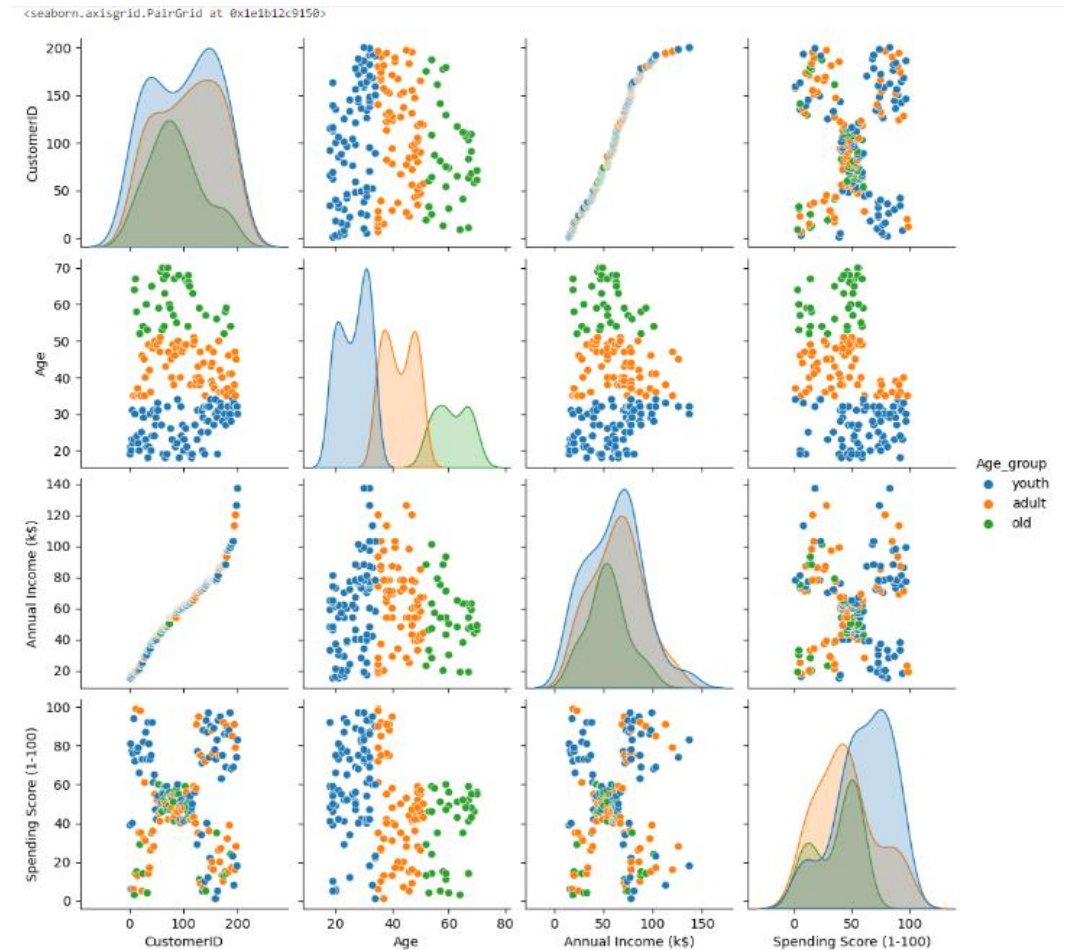 <seaborn.axisgrid.PairGrid at 0x1e1b12c9150>
CustomerID
200
150
100
50
0
Age
70
60
50
40
30
20
Annual Income (k$)
140
120
100
80
60
40
20
Spending Score (1-100)
100
80
60
40
20
0
0 100 200
CustomerID
20 40 60 80
Age
0 50 100 150
Annual Income (k$)
0 50 100
Spending Score (1-100)
Age_group
youth
adult
old